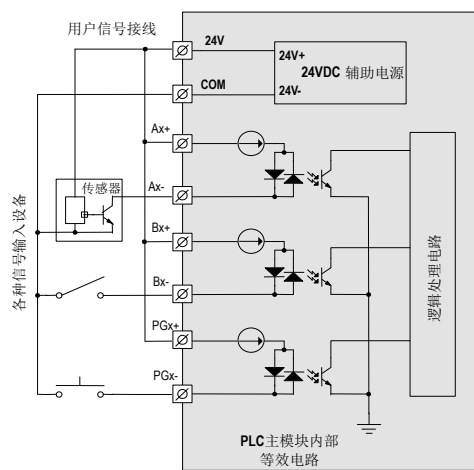 用户信号接线
24V
24V+
24VDC 辅助电源
24V-
COM
Ax+
传感器
Ax-
Bx+
Bx-
PGx+
PGx-
各种信号输入设备
逻辑处理电路
PLC主模块内部
等效电路